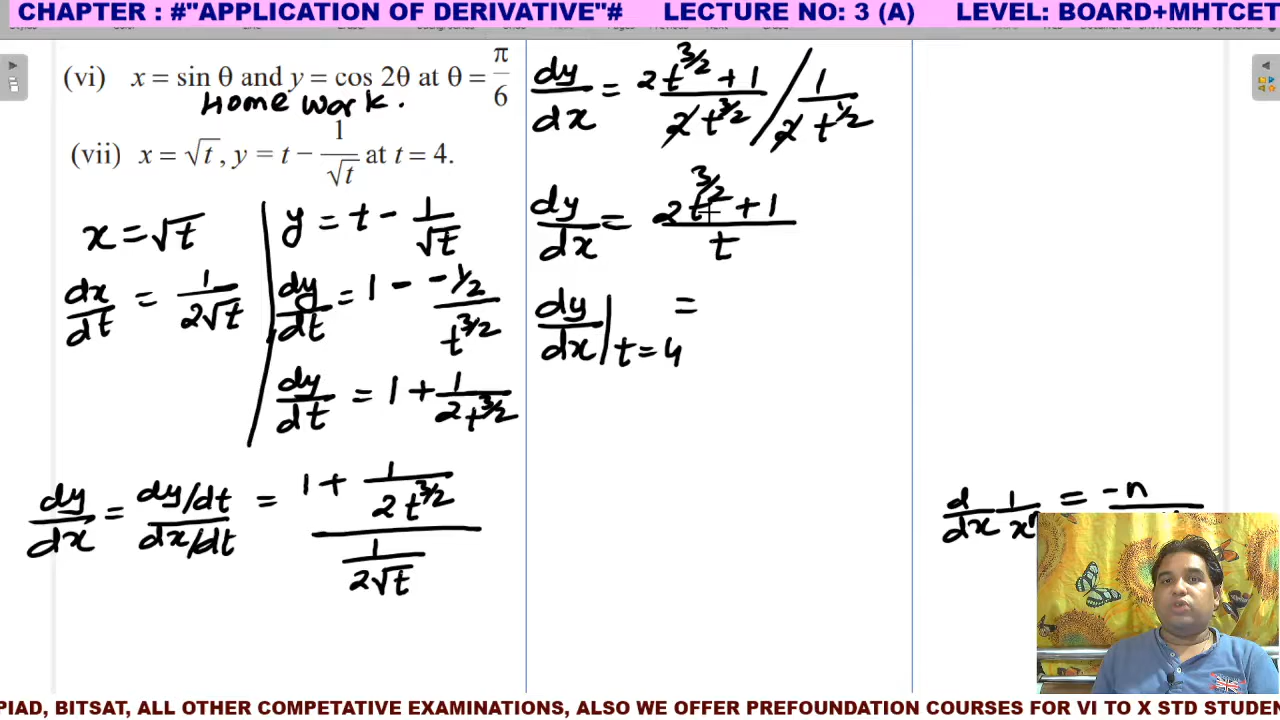 CHAPTER : #"APPLICATION OF DERIVATIVE"# LECTURE NO: 3 (A) LEVEL: BOARD+MHTCET
(vi) x = sin θ and y = cos 2θ at θ = π/6
Home work.
(vii) x = √t, y = t − 1/√t at t = 4.
x = √t
dx/dt = 1/2√t
y = t - 1/√t
dy/dt = 1 - -1/2/t^3/2
dy/dt = 1 + 1/2t^3/2
dy/dx = dy/dt/dx/dt = 1 + 1/2t^3/2 / 1/2√t
dy/dx = 2t^3/2 + 1/2t^3/2 / 1/2t^1/2
dy/dx = 2t^3/2 + 1/t
dy/dx | t = 4 =
d/dx 1/x^n = -n
PIAD, BITSAT, ALL OTHER COMPETATIVE EXAMINATIONS, ALSO WE OFFER PREFOUNDATION COURSES FOR VI TO X STD STUDEN